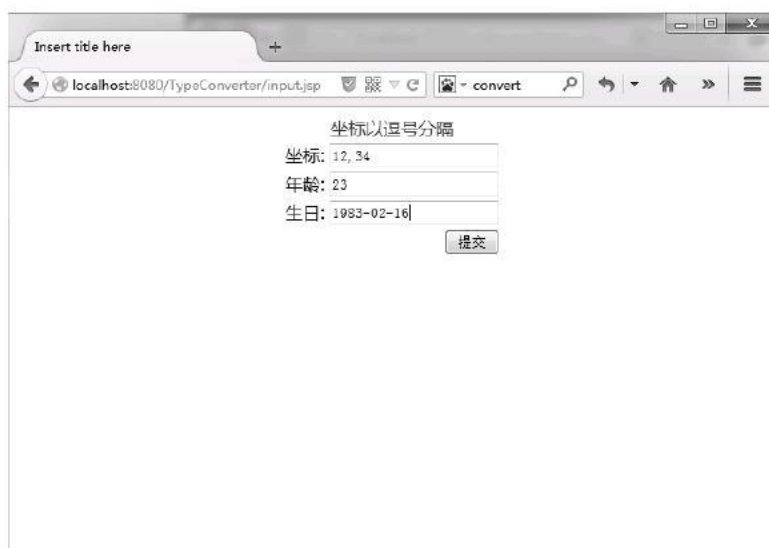 Insert title here
localhost:8080/TypeConverter/input.jsp
convert
坐标以逗号分隔
坐标: 12,34
年龄: 23
生日: 1983-02-16
提交